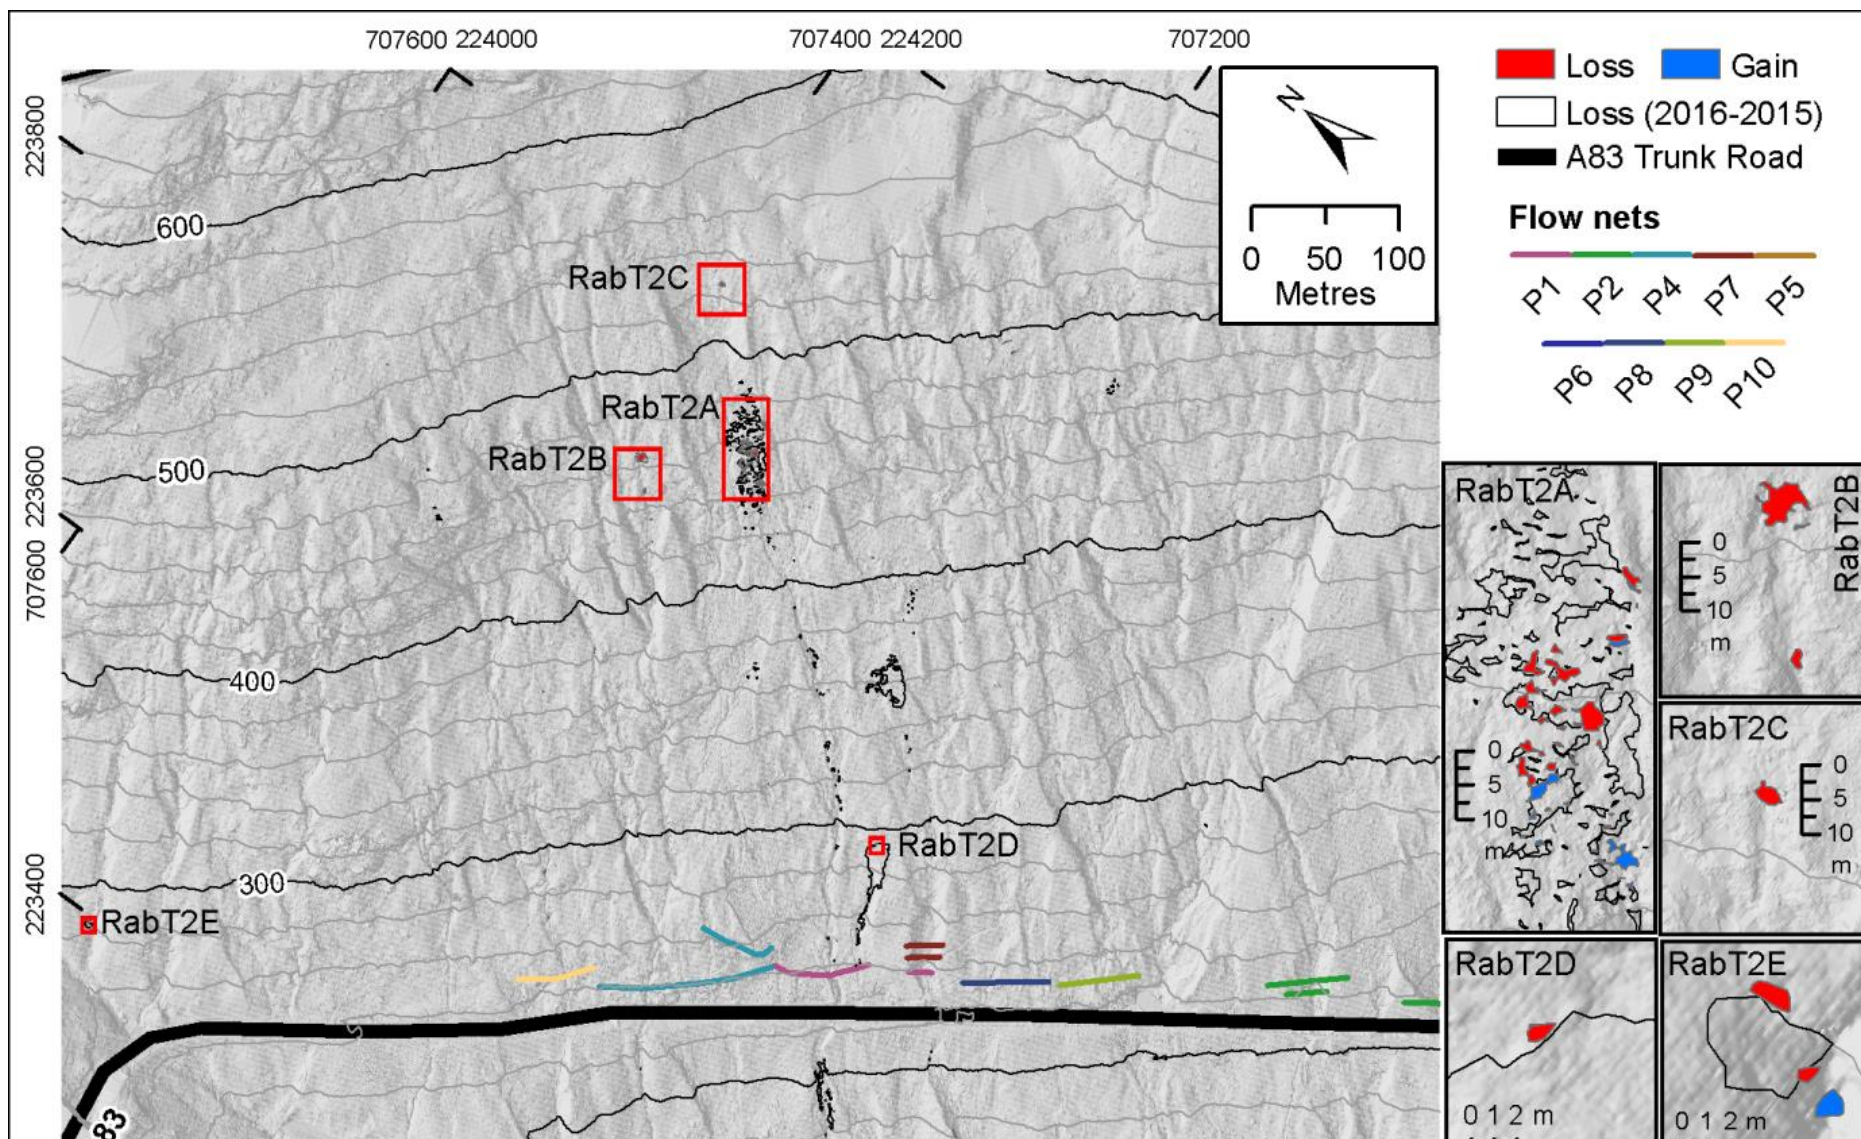 707600 224000
707400 224200
707200
223800
223600
707600
223400
600
500
400
300
RabT2C
RabT2A
RabT2B
RabT2D
RabT2E
83
N
0 50 100
Metres
Loss
Gain
Loss (2016-2015)
A83 Trunk Road
Flow nets
P1 P2 P4 P7 P5
P6 P8 P9 P10
RabT2A
0
5
10
m
RabT2B
0
5
10
m
RabT2C
0
5
10
m
RabT2D
0 1 2 m
RabT2E
0 1 2 m